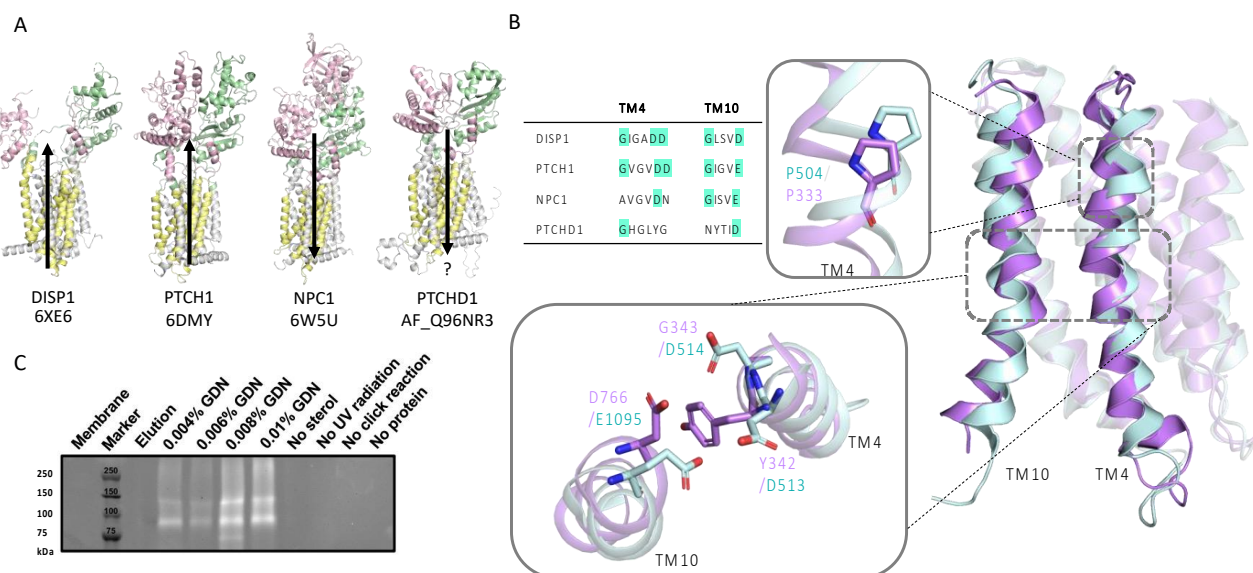 A
DISP1
6XE6
PTCH1
6DMY
NPC1
6W5U
?
PTCHD1
AF_Q96NR3
B
TM4 TM10
DISP1 GIGADD GLSVD
PTCH1 GVGVDD GIGVE
NPC1 AVGVDN GISVE
PTCHD1 GHGLYG NYTID
P504/
P333
TM4
G343
/D514
D766
/E1095
TM4
Y342
/D513
TM10
TM10 TM4
C
Membrane
Marker
Elution
0.004% GDN
0.006% GDN
0.008% GDN
0.01% GDN
No sterol
No UV radiation
No click reaction
No protein
250 250
150 150
100 100
75 75
kDa